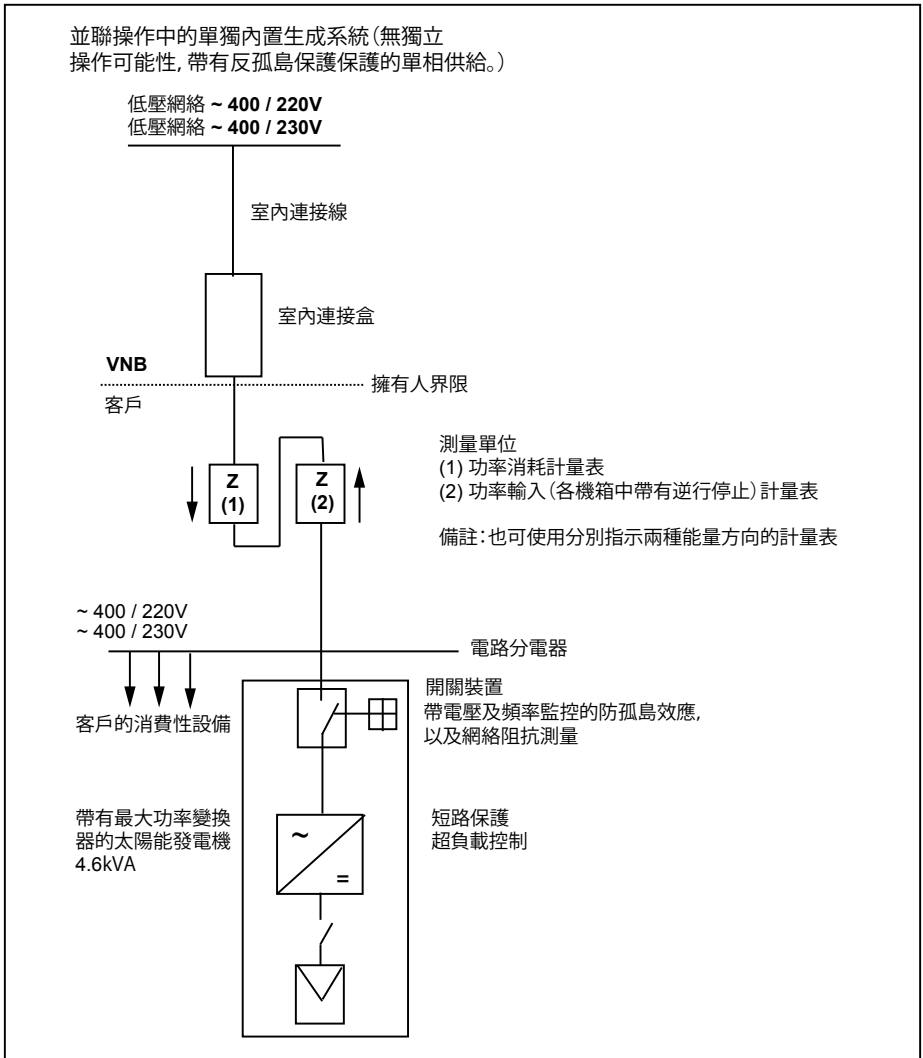 並聯操作中的單獨內置生成系統(無獨立
操作可能性, 帶有反孤島保護保護的單相供給。)
低壓網絡 ~ 400 / 220V
低壓網絡 ~ 400 / 230V
室內連接線
室內連接盒
VNB
擁有人界限
客戶
Z
(1)
Z
(2)
測量單位
(1) 功率消耗計量表
(2) 功率輸入(各機箱中帶有逆行停止)計量表
備註:也可使用分別指示兩種能量方向的計量表
~ 400 / 220V
~ 400 / 230V
電路分電器
客戶的消費性設備
開關裝置
帶電壓及頻率監控的防孤島效應,
以及網絡阻抗測量
帶有最大功率變換
器的太陽能發電機
4.6kVA
~
=
短路保護
超負載控制